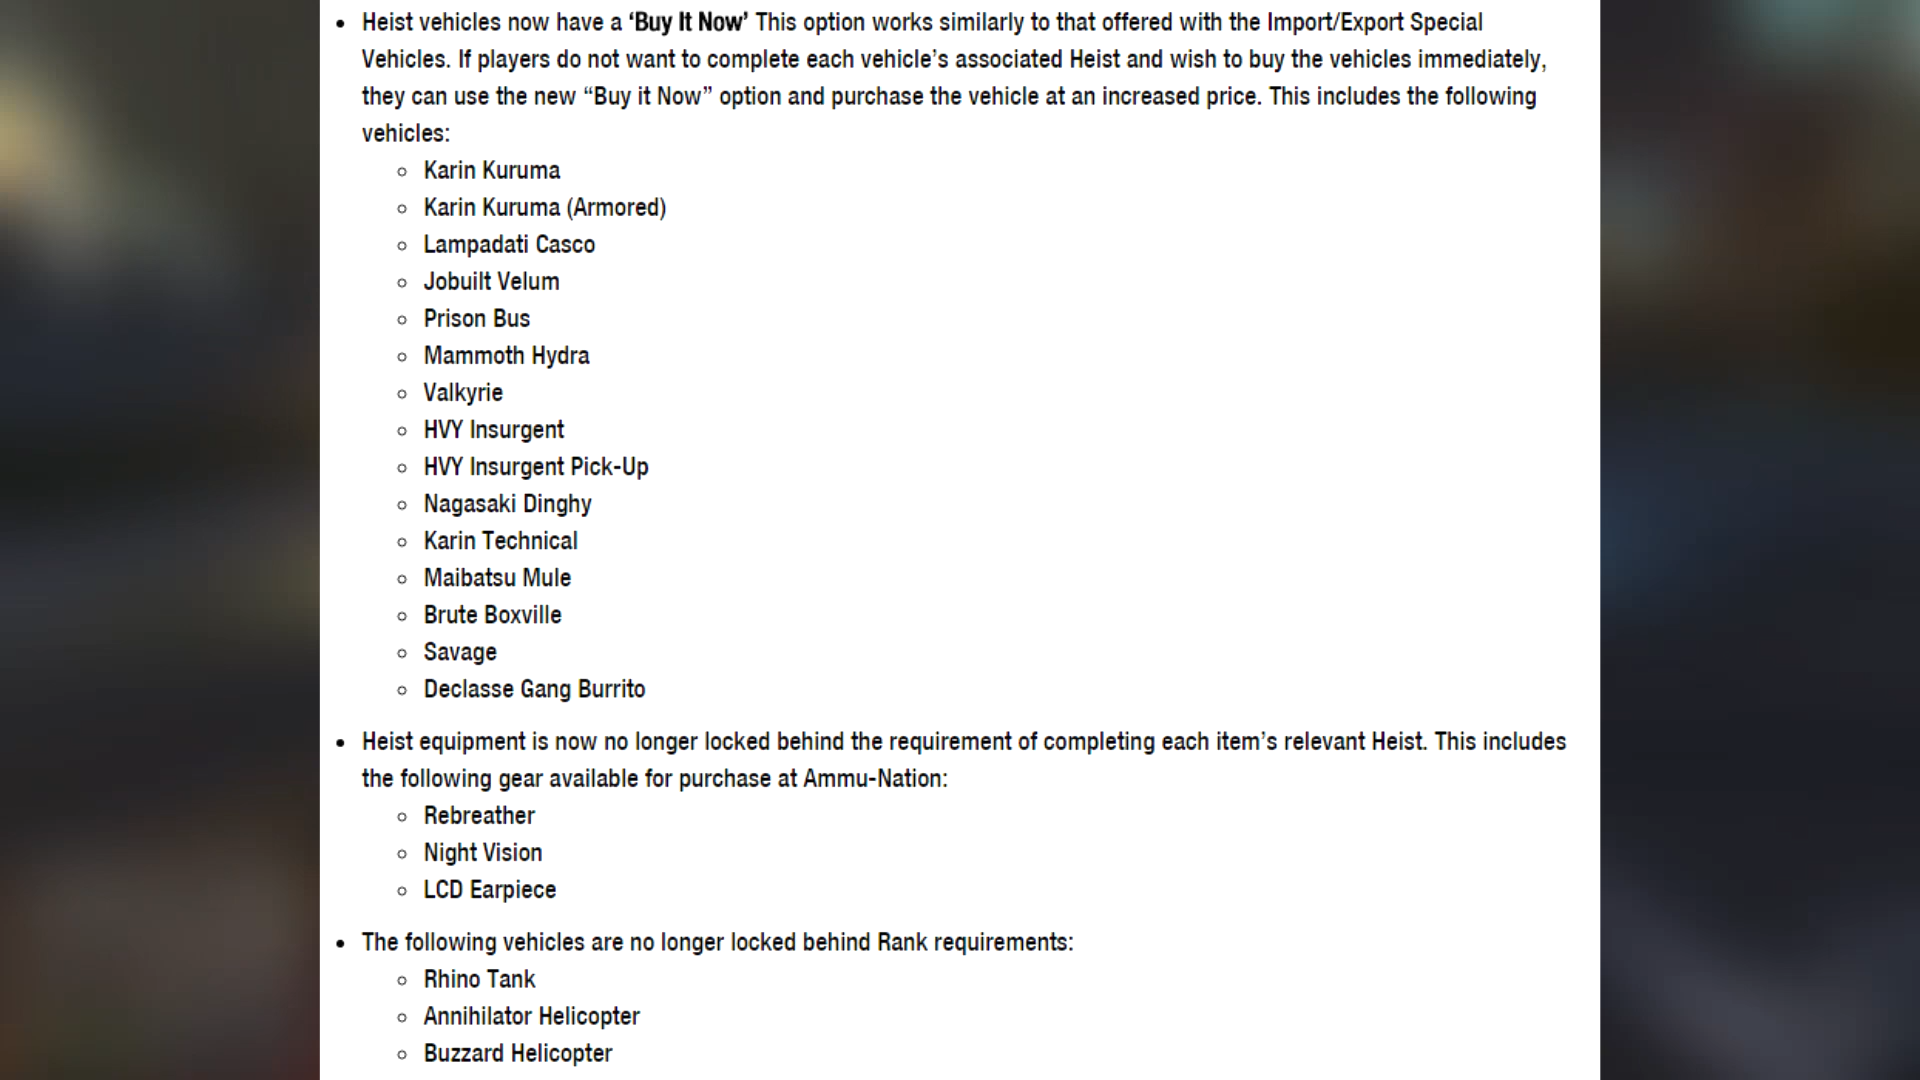 • Heist vehicles now have a ‘Buy It Now’ This option works similarly to that offered with the Import/Export Special
Vehicles. If players do not want to complete each vehicle’s associated Heist and wish to buy the vehicles immediately,
they can use the new “Buy it Now” option and purchase the vehicle at an increased price. This includes the following
vehicles:
◦ Karin Kuruma
◦ Karin Kuruma (Armored)
◦ Lampadati Casco
◦ Jobuilt Velum
◦ Prison Bus
◦ Mammoth Hydra
◦ Valkyrie
◦ HVY Insurgent
◦ HVY Insurgent Pick-Up
◦ Nagasaki Dinghy
◦ Karin Technical
◦ Maibatsu Mule
◦ Brute Boxville
◦ Savage
◦ Declasse Gang Burrito
• Heist equipment is now no longer locked behind the requirement of completing each item’s relevant Heist. This includes
the following gear available for purchase at Ammu-Nation:
◦ Rebreather
◦ Night Vision
◦ LCD Earpiece
• The following vehicles are no longer locked behind Rank requirements:
◦ Rhino Tank
◦ Annihilator Helicopter
◦ Buzzard Helicopter